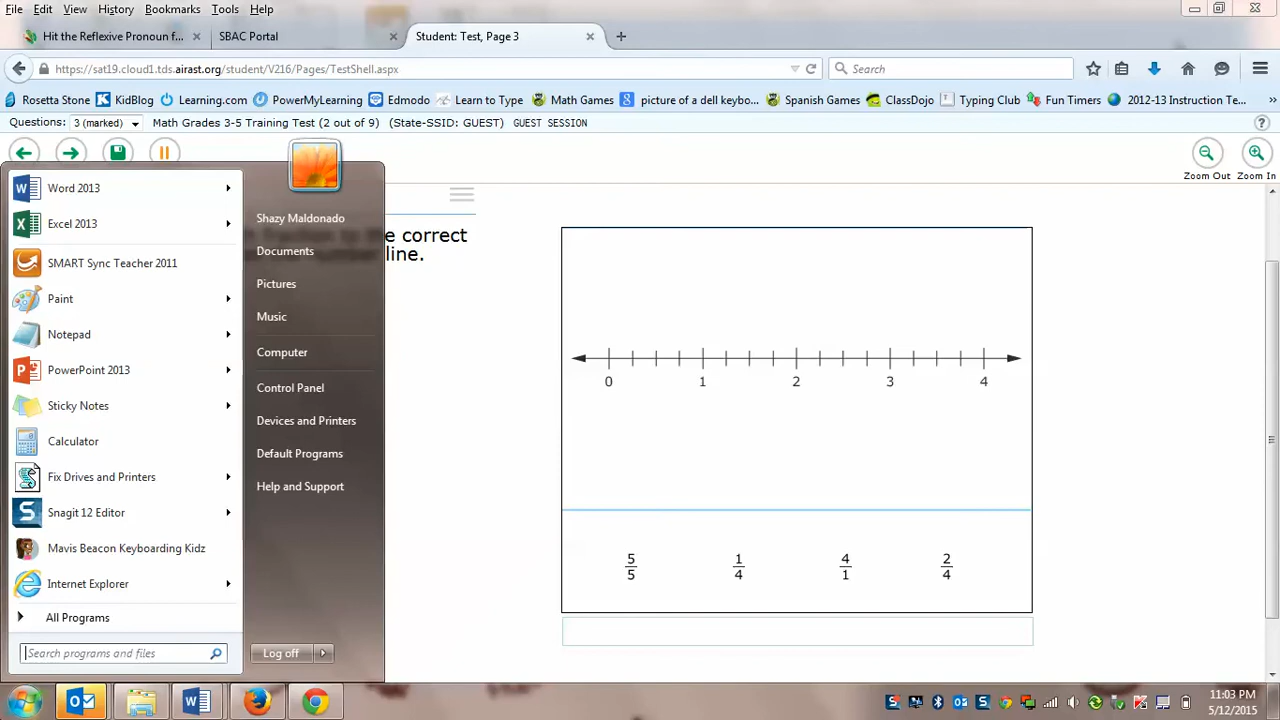 File Edit View History Bookmarks Tools Help
Hit the Reflexive Pronoun f... × SBAC Portal × Student: Test, Page 3 × +
https://sat19.cloud1.tds.airast.org/student/V216/Pages/TestShell.aspx Search
Rosetta Stone KidBlog Learning.com PowerMyLearning Edmodo Learn to Type Math Games picture of a dell keybo... Spanish Games ClassDojo Typing Club Fun Timers 2012-13 Instruction Te... »
Questions: 3 (marked) Math Grades 3-5 Training Test (2 out of 9) (State-SSID: GUEST) GUEST SESSION ?
Zoom Out Zoom In
Word 2013
Excel 2013
SMART Sync Teacher 2011
Paint
Notepad
PowerPoint 2013
Sticky Notes
Calculator
Fix Drives and Printers
Snagit 12 Editor
Mavis Beacon Keyboarding Kidz
Internet Explorer
All Programs
Search programs and files
Shazy Maldonado
Documents
Pictures
Music
Computer
Control Panel
Devices and Printers
Default Programs
Help and Support
Log off
correct
line.
0 1 2 3 4
5/5 1/4 4/1 2/4
11:03 PM
5/12/2015